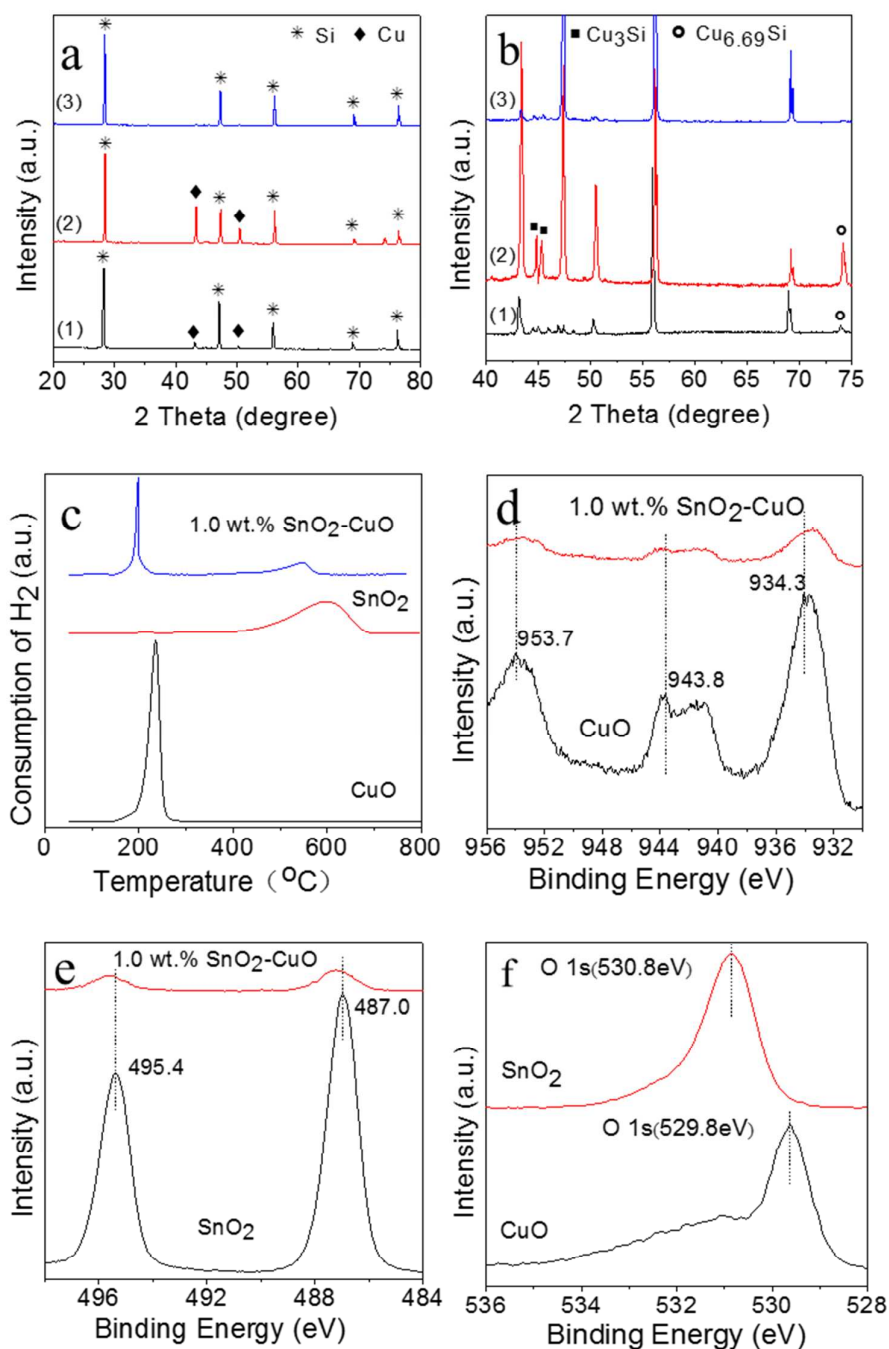 a
✳ Si ◆ Cu
(3)
(2)
(1)
Intensity (a.u.)
20 30 40 50 60 70 80
2 Theta (degree)
b
■ Cu3Si o Cu6.69Si
(3)
(2)
(1)
Intensity (a.u.)
40 45 50 55 60 65 70 75
2 Theta (degree)
c
1.0 wt.% SnO2-CuO
SnO2
CuO
Consumption of H2 (a.u.)
0 200 400 600 800
Temperature (°C)
d
1.0 wt.% SnO2-CuO
934.3
953.7
943.8
CuO
Intensity (a.u.)
956 952 948 944 940 936 932
Binding Energy (eV)
e
1.0 wt.% SnO2-CuO
487.0
495.4
SnO2
Intensity (a.u.)
496 492 488 484
Binding Energy (eV)
f
O 1s(530.8eV)
SnO2
O 1s(529.8eV)
CuO
Intensity (a.u.)
536 534 532 530 528
Binding Energy (eV)